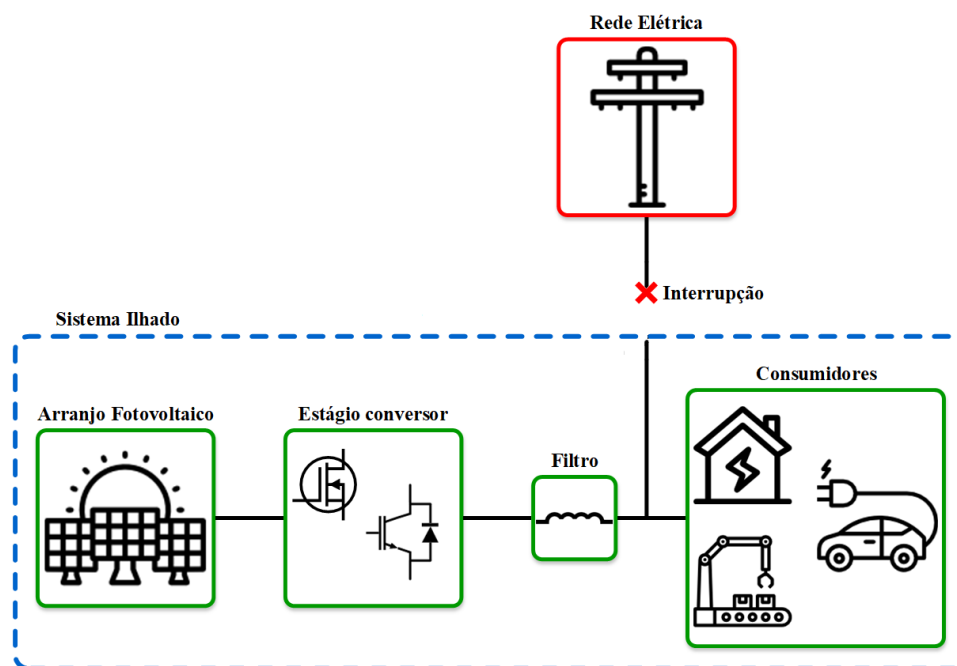 Rede Elétrica
Interrupção
Sistema Ilhado
Consumidores
Arranjo Fotovoltaico
Estágio conversor
Filtro